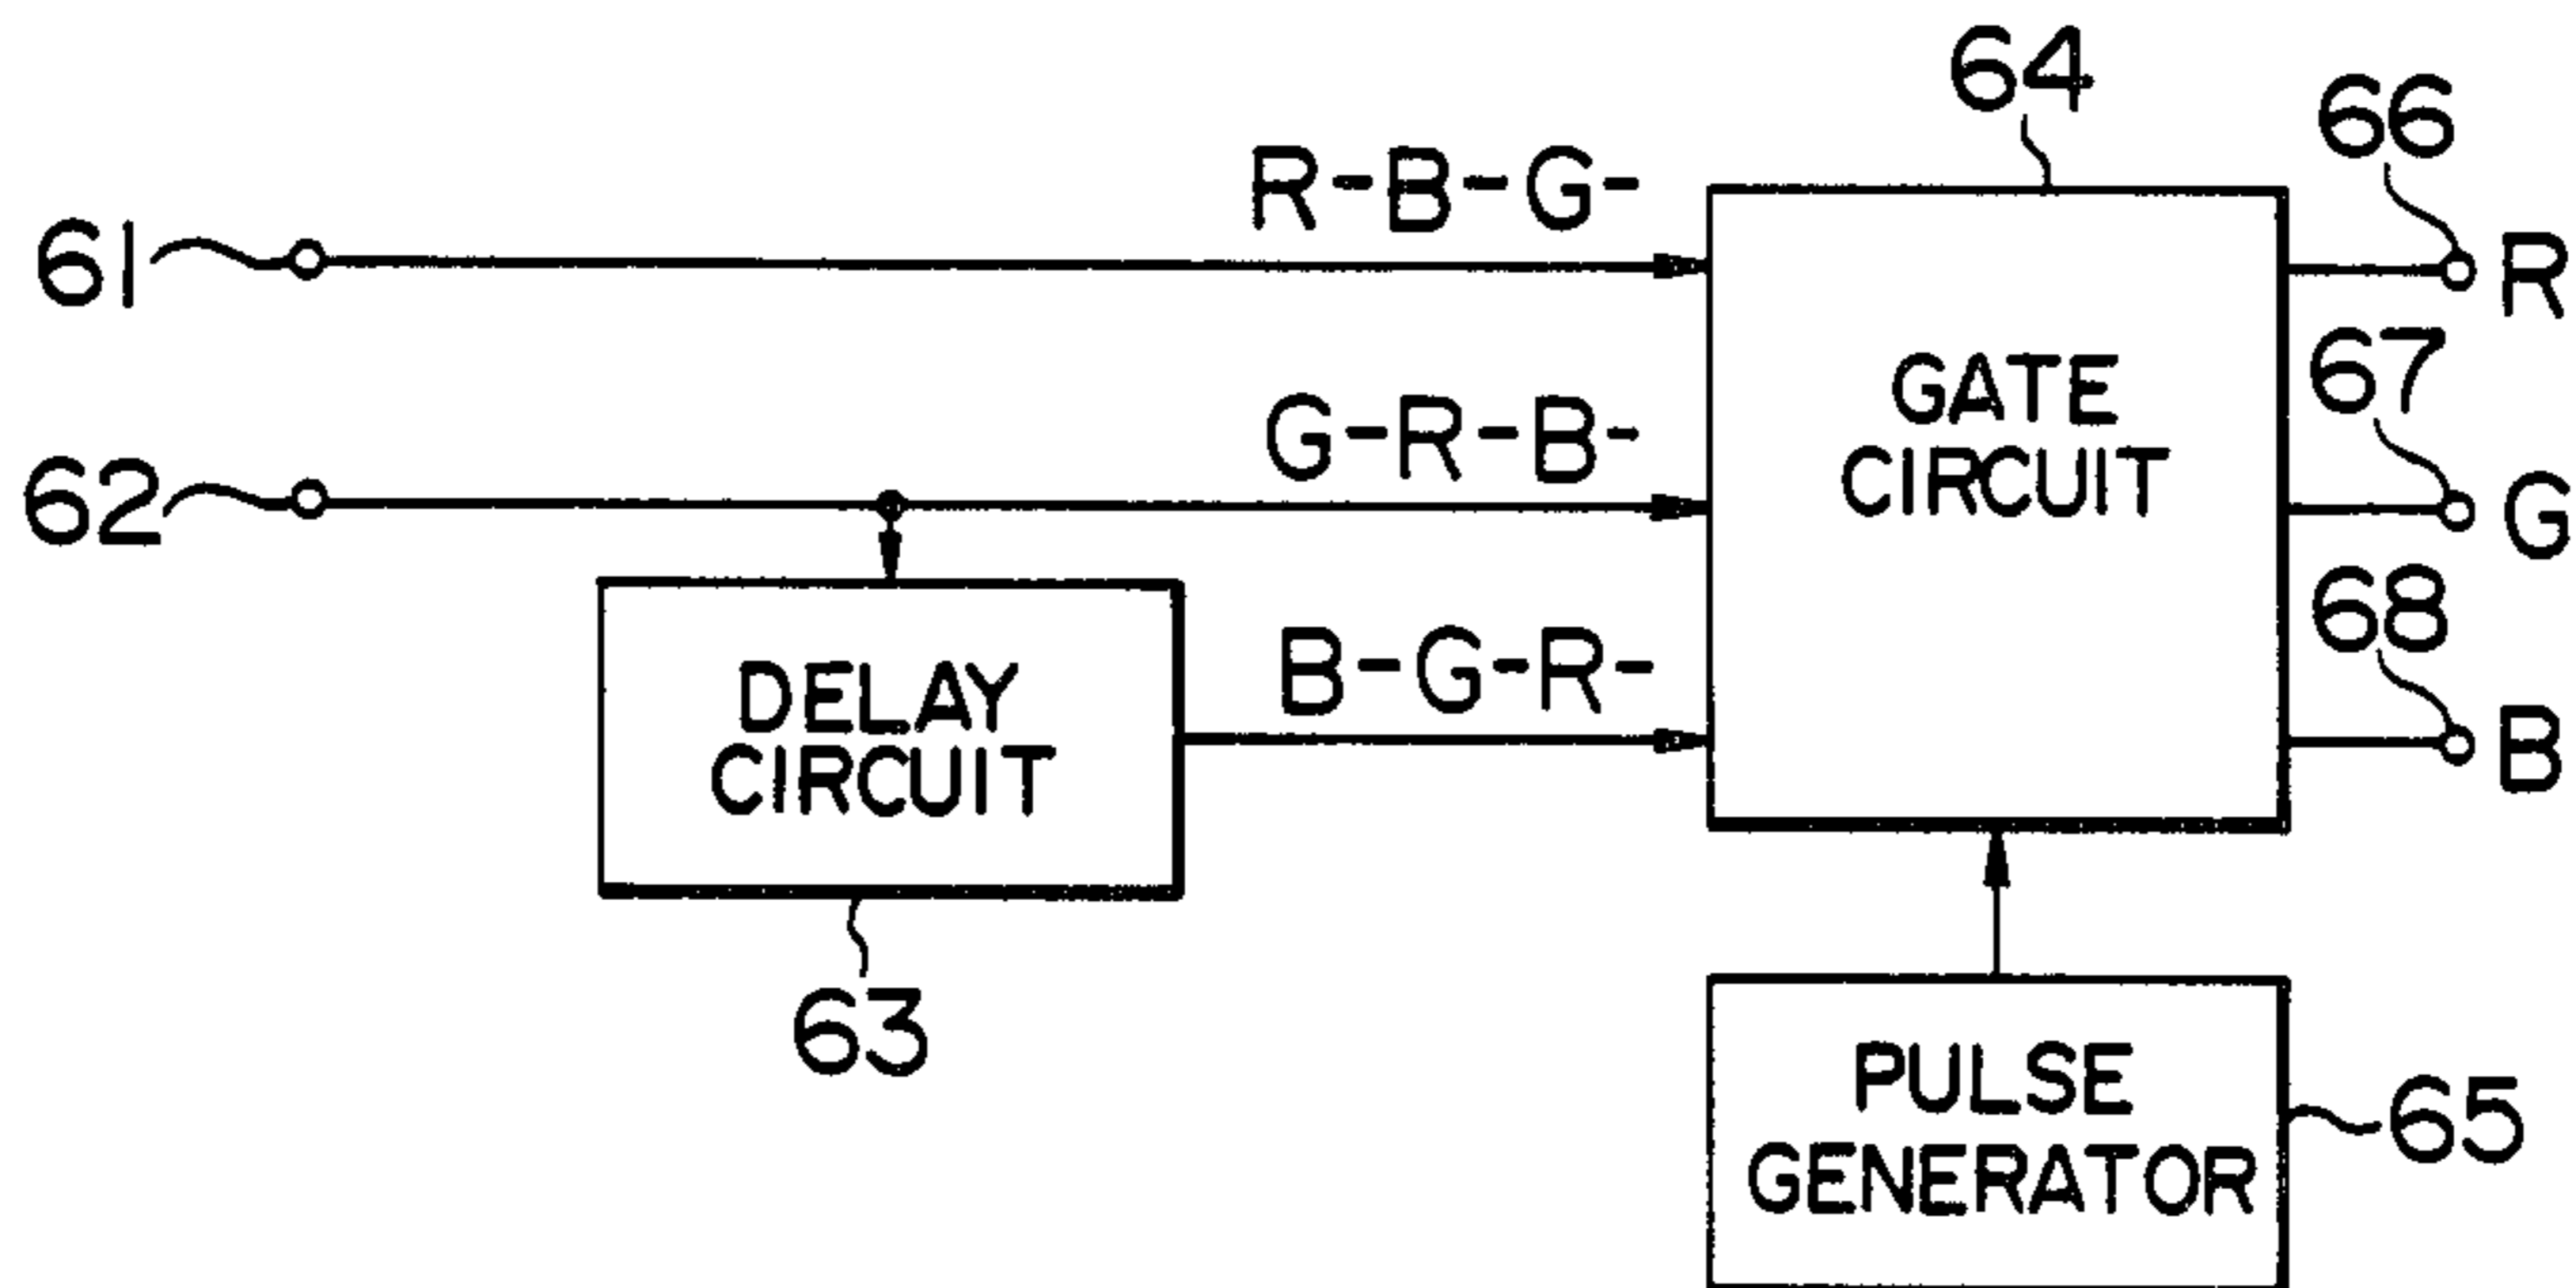 64
66
R-B-G-
61
R
GATE
CIRCUIT
67
G-R-B-
62
G
68
DELAY
CIRCUIT
B-G-R-
B
63
PULSE
GENERATOR
65